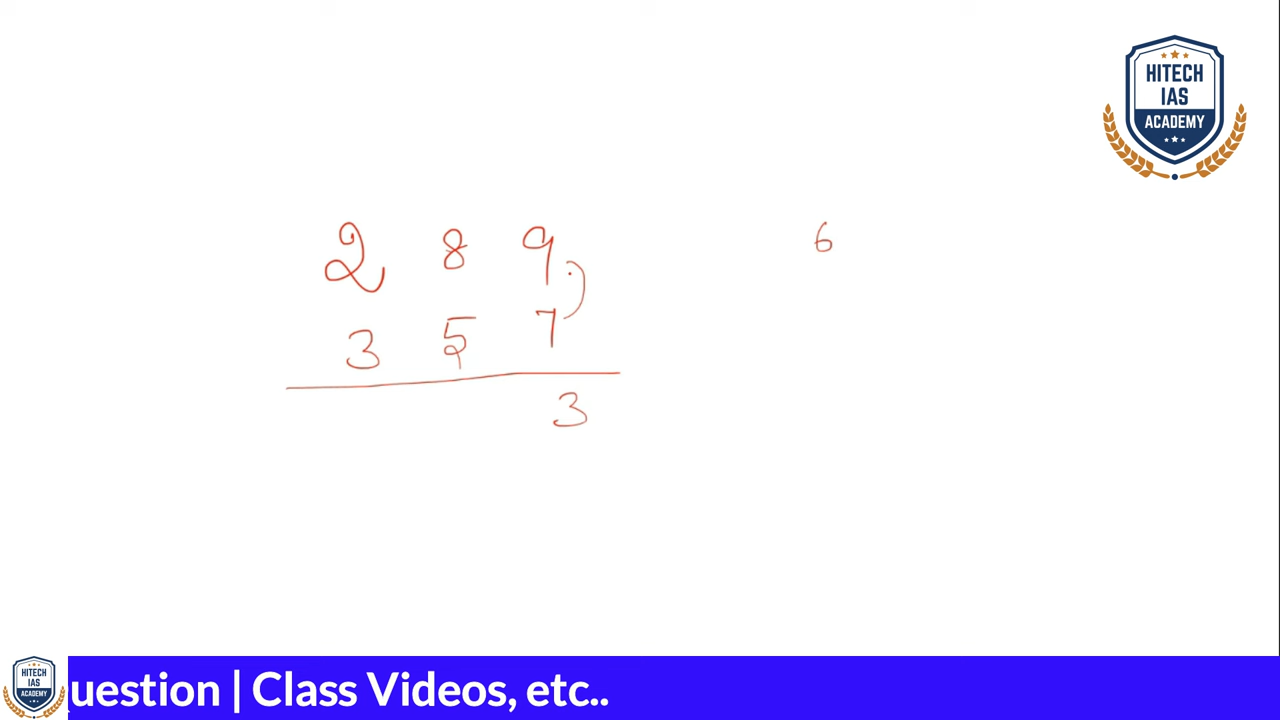 HITECH
IAS
ACADEMY
2 8 9
6
3 5 7
3
HITECH
IAS
ACADEMY
uestion | Class Videos, etc..